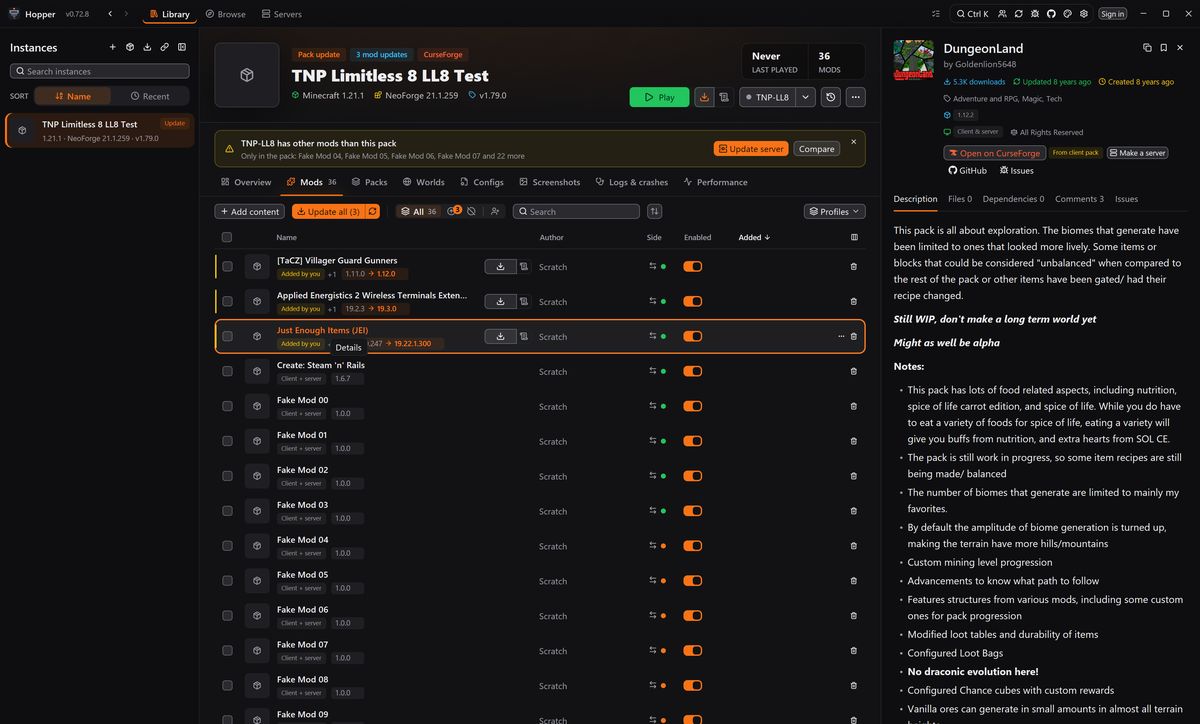 Hopper v0.72.8 Library Browse Servers Ctrl K Sign in
Instances
Search instances
SORT Name Recent
TNP Limitless 8 LL8 Test Update
1.21.1 · NeoForge 21.1.259 · v1.79.0
Pack update 3 mod updates CurseForge
TNP Limitless 8 LL8 Test
Minecraft 1.21.1 NeoForge 21.1.259 v1.79.0
Never
LAST PLAYED
36
MODS
Play TNP-LL8
TNP-LL8 has other mods than this pack
Only in the pack: Fake Mod 04, Fake Mod 05, Fake Mod 06, Fake Mod 07 and 22 more
Update server Compare
Overview Mods 36 Packs Worlds Configs Screenshots Logs & crashes Performance
Add content Update all (3) All 36 3 Search Profiles
Name Author Side Enabled Added
[TaCZ] Villager Guard Gunners
Added by you +1 1.11.0 → 1.12.0 Scratch
Applied Energistics 2 Wireless Terminals Exten...
Added by you +1 19.2.3 → 19.3.0 Scratch
Just Enough Items (JEI)
Added by you .247 → 19.22.1.300 Scratch
Details
Create: Steam 'n' Rails
Client + server 1.6.7 Scratch
Fake Mod 00
Client + server 1.0.0 Scratch
Fake Mod 01
Client + server 1.0.0 Scratch
Fake Mod 02
Client + server 1.0.0 Scratch
Fake Mod 03
Client + server 1.0.0 Scratch
Fake Mod 04
Client + server 1.0.0 Scratch
Fake Mod 05
Client + server 1.0.0 Scratch
Fake Mod 06
Client + server 1.0.0 Scratch
Fake Mod 07
Client + server 1.0.0 Scratch
Fake Mod 08
Client + server 1.0.0 Scratch
Fake Mod 09
Scratch
DungeonLand
by Goldenlion5648
5.3K downloads Updated 8 years ago Created 8 years ago
Adventure and RPG, Magic, Tech
1.12.2
Client & server All Rights Reserved
Open on CurseForge From client pack Make a server
GitHub Issues
Description Files 0 Dependencies 0 Comments 3 Issues
This pack is all about exploration. The biomes that generate have
been limited to ones that looked more lively. Some items or
blocks that could be considered "unbalanced" when compared to
the rest of the pack or other items have been gated/ had their
recipe changed.
Still WIP, don't make a long term world yet
Might as well be alpha
Notes:
• This pack has lots of food related aspects, including nutrition,
spice of life carrot edition, and spice of life. While you do have
to eat a variety of foods for spice of life, eating a variety will
give you buffs from nutrition, and extra hearts from SOL CE.
• The pack is still work in progress, so some item recipes are still
being made/ balanced
• The number of biomes that generate are limited to mainly my
favorites.
• By default the amplitude of biome generation is turned up,
making the terrain have more hills/mountains
• Custom mining level progression
• Advancements to know what path to follow
• Features structures from various mods, including some custom
ones for pack progression
• Modified loot tables and durability of items
• Configured Loot Bags
• No draconic evolution here!
• Configured Chance cubes with custom rewards
• Vanilla ores can generate in small amounts in almost all terrain